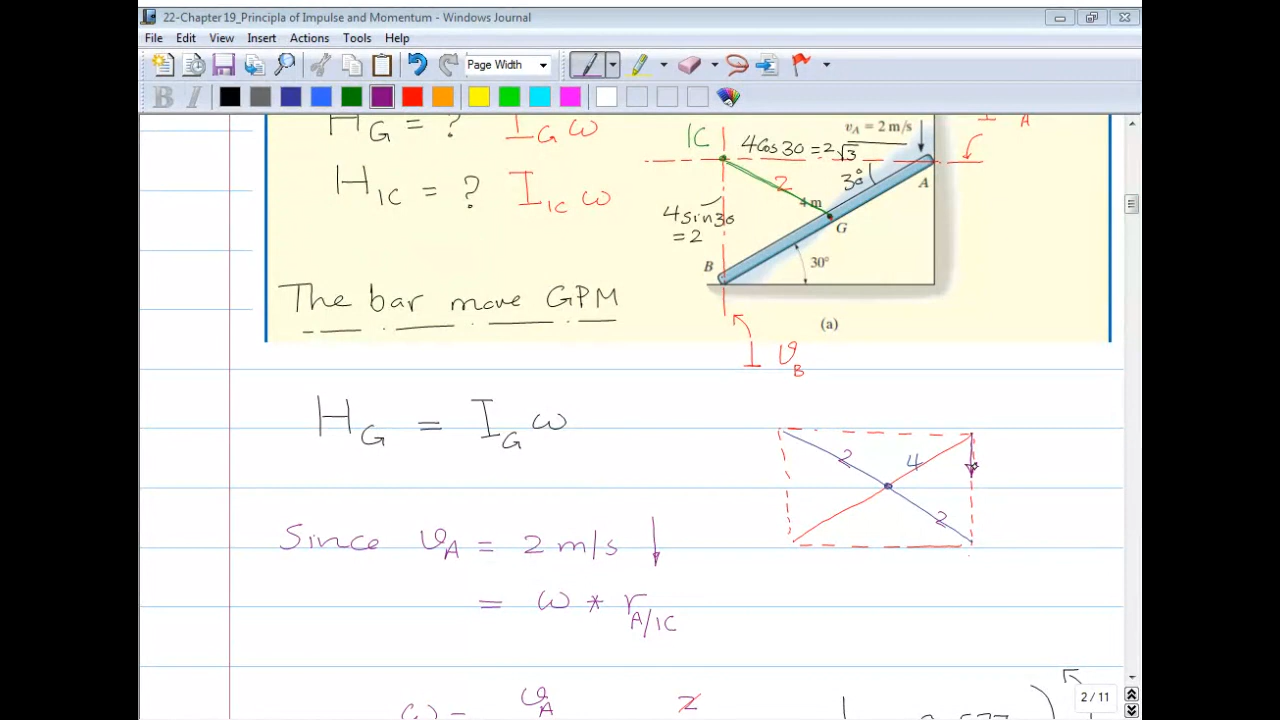 22-Chapter 19_Principla of Impulse and Momentum - Windows Journal
File Edit View Insert Actions Tools Help
Page Width
B I
H_G = ? I_G ω
H_IC = ? I_IC ω
IC
4Cos30 = 2√3
v_A = 2 m/s
A
30°
A
2
4 m
G
4sin30
= 2
B
30°
(a)
The bar move GPM
⊥ v_B
H_G = I_G ω
2
4
2
Since v_A = 2 m/s ↓
= ω * r_A/IC
v_A
2 / 11